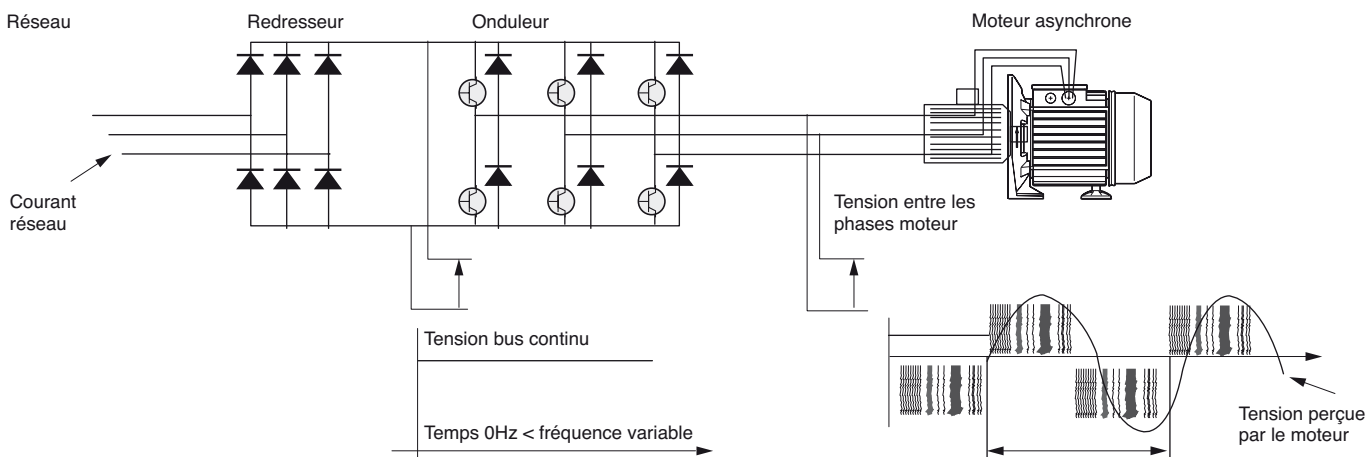 Réseau
Redresseur
Onduleur
Moteur asynchrone
Courant
réseau
Tension entre les
phases moteur
Tension bus continu
Temps 0Hz < fréquence variable
Tension perçue
par le moteur